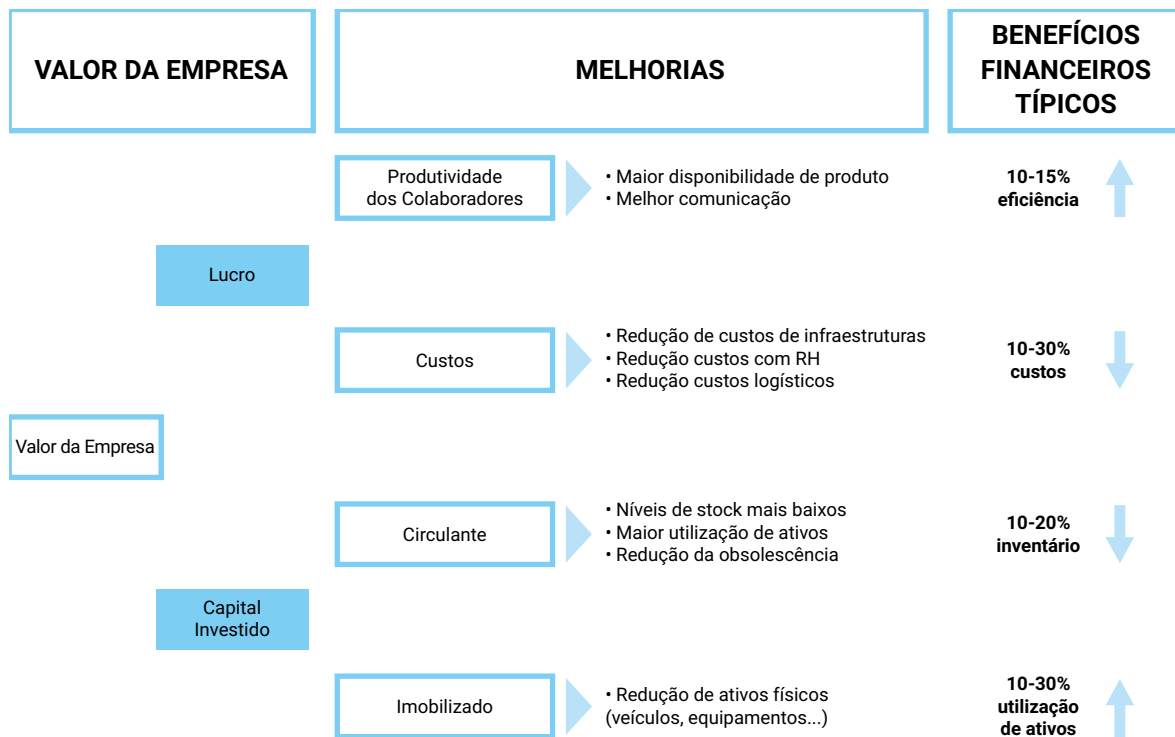 VALOR DA EMPRESA
MELHORIAS
BENEFÍCIOS
FINANCEIROS
TÍPICOS
Produtividade
dos Colaboradores
• Maior disponibilidade de produto
• Melhor comunicação
10-15%
eficiência
Lucro
Custos
• Redução de custos de infraestruturas
• Redução custos com RH
• Redução custos logísticos
10-30%
custos
Valor da Empresa
Circulante
• Níveis de stock mais baixos
• Maior utilização de ativos
• Redução da obsolescência
10-20%
inventário
Capital
Investido
Imobilizado
• Redução de ativos físicos
(veículos, equipamentos...)
10-30%
utilização
de ativos